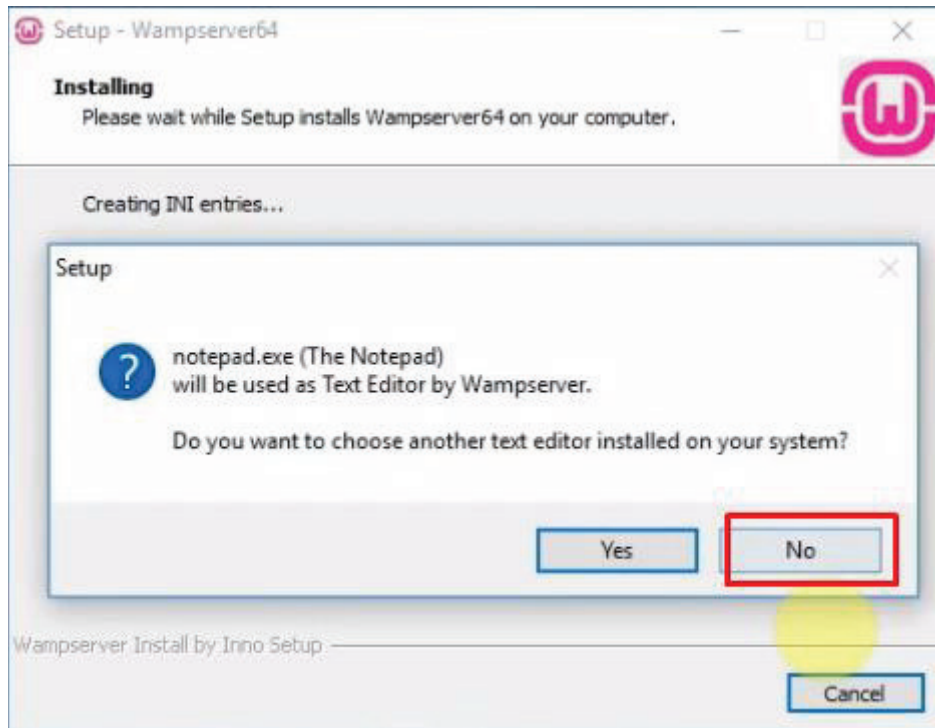 Setup - Wampserver64
Installing
Please wait while Setup installs Wampserver64 on your computer.
Creating INI entries...
Setup
?
notepad.exe (The Notepad)
will be used as Text Editor by Wampserver.
Do you want to choose another text editor installed on your system?
Yes No
Wampserver Install by Inno Setup
Cancel